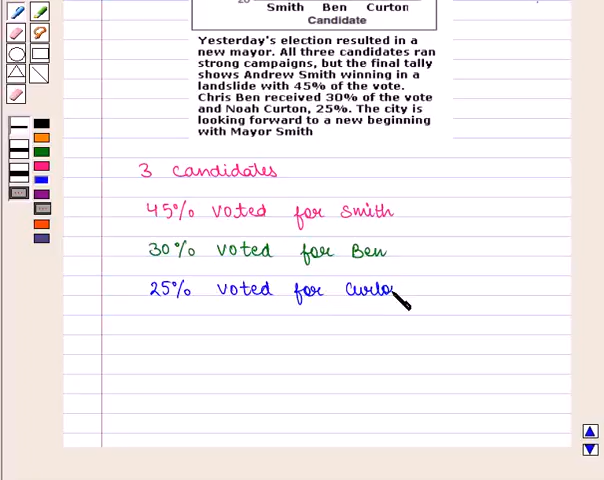 Smith Ben Curton
Candidate
Yesterday's election resulted in a
new mayor. All three candidates ran
strong campaigns, but the final tally
shows Andrew Smith winning in a
landslide with 45% of the vote.
Chris Ben received 30% of the vote
and Noah Curton, 25%. The city is
looking forward to a new beginning
with Mayor Smith
3 candidates
45% voted for Smith
30% voted for Ben
25% voted for Curto